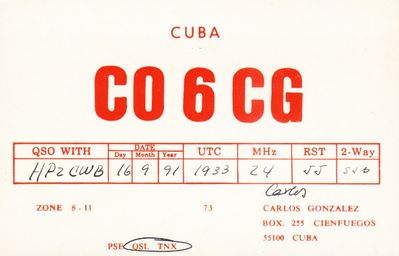 CUBA
CO 6 CG
QSO WITH DATE UTC MHz RST 2-Way
Day Month Year
HP2CWB 16 9 91 1933 24 55 SSB
Carlos
ZONE 8-11 73 CARLOS GONZALEZ
BOX. 255 CIENFUEGOS
55100 CUBA
PSE QSL TNX